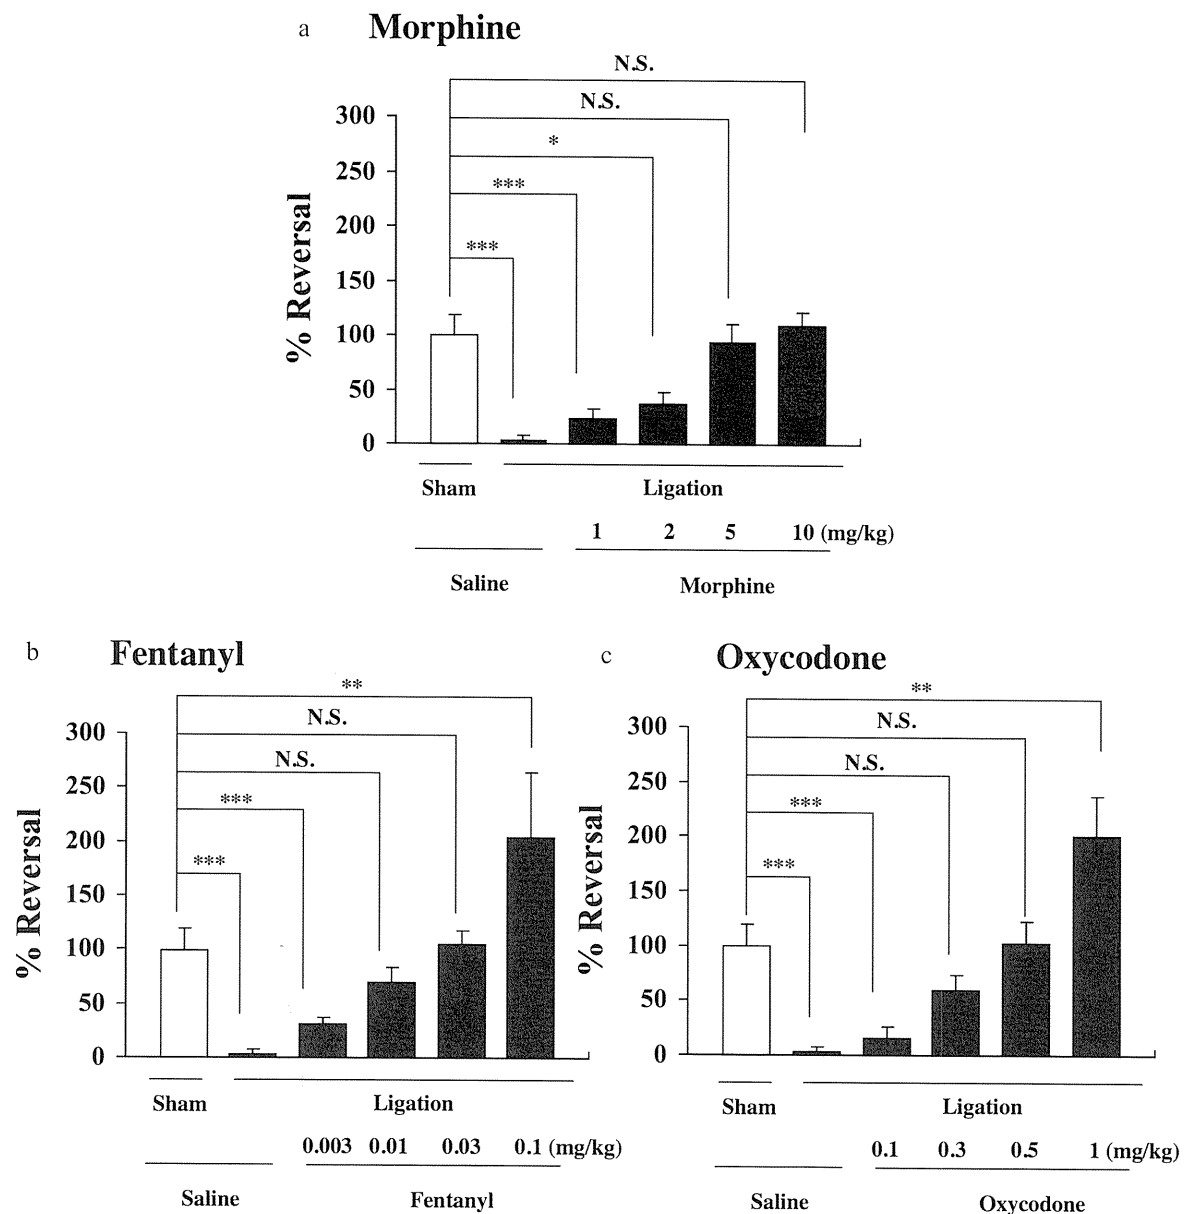 a Morphine
N.S.
N.S.
*
***
***
% Reversal
300
250
200
150
100
50
0
Sham
Ligation
1 2 5 10 (mg/kg)
Saline
Morphine
b Fentanyl
**
N.S.
N.S.
***
***
% Reversal
300
250
200
150
100
50
0
Sham
Ligation
0.003 0.01 0.03 0.1 (mg/kg)
Saline
Fentanyl
c Oxycodone
**
N.S.
N.S.
***
***
% Reversal
300
250
200
150
100
50
0
Sham
Ligation
0.1 0.3 0.5 1 (mg/kg)
Saline
Oxycodone